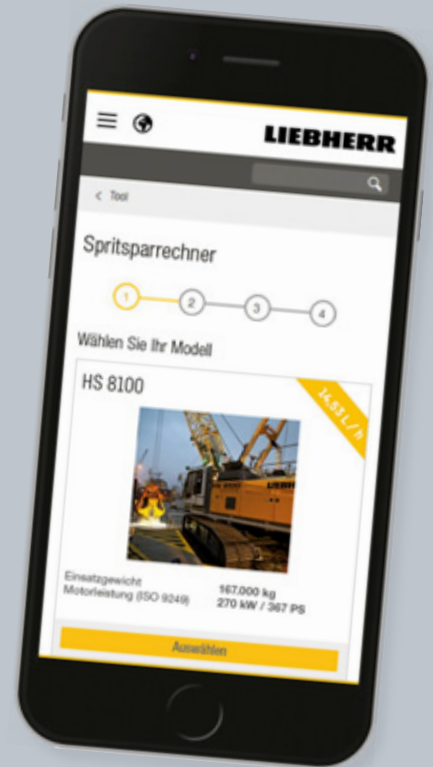 LIEBHERR
Tool
Spritsparrechner
1 2 3 4
Wählen Sie Ihr Modell
HS 8100
14,53 L / h
Einsatzgewicht 167.000 kg
Motorleistung (ISO 9249) 270 kW / 367 PS
Auswählen